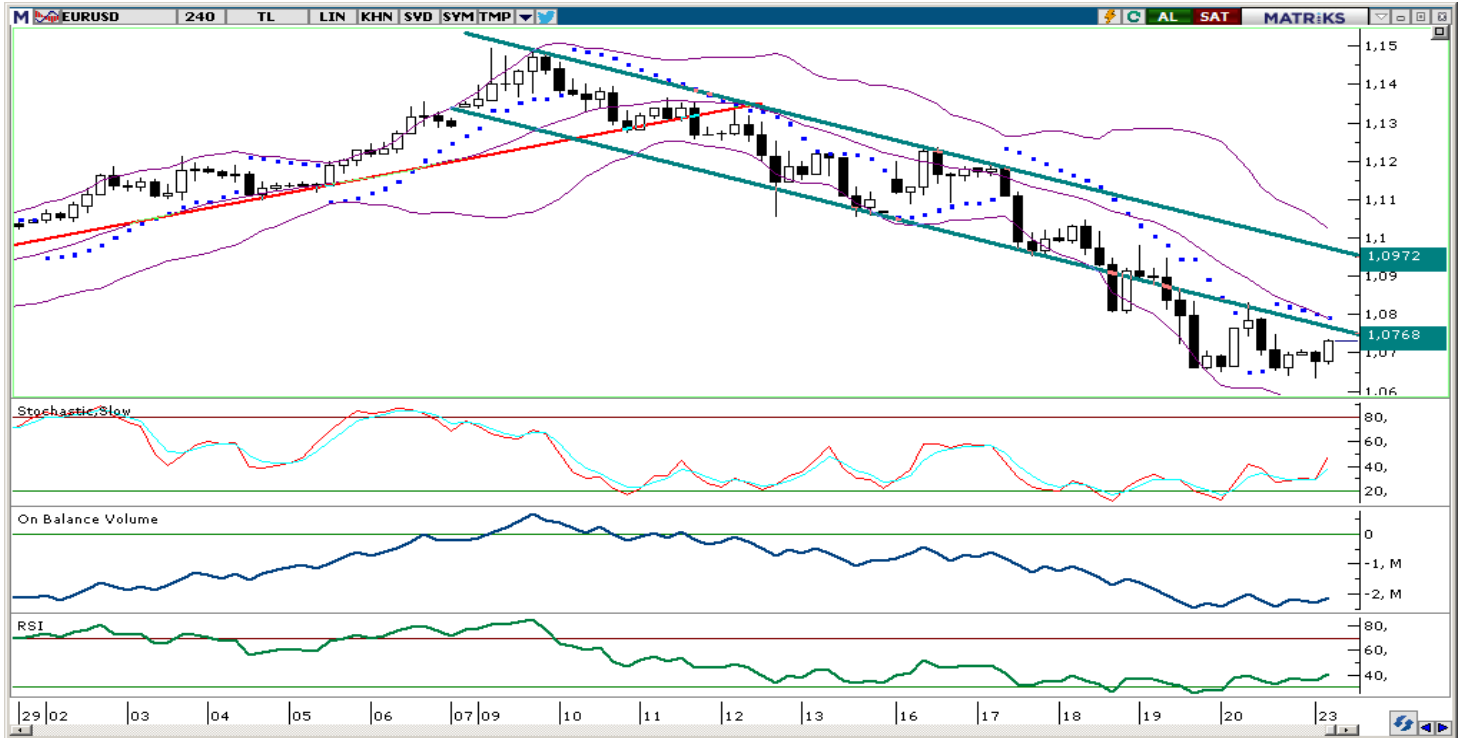 M EURUSD 240 TL LIN KHN SVD SYM TMP AL SAT MATRİKS
1,15
1,14
1,13
1,12
1,11
1,1
1,0972
1,09
1,08
1,0768
1,07
1,06
Stochastic,Slow
80,
60,
40,
20,
On Balance Volume
0
-1, M
-2, M
RSI
80,
60,
40,
29 02 03 04 05 06 07 09 10 11 12 13 16 17 18 19 20 23